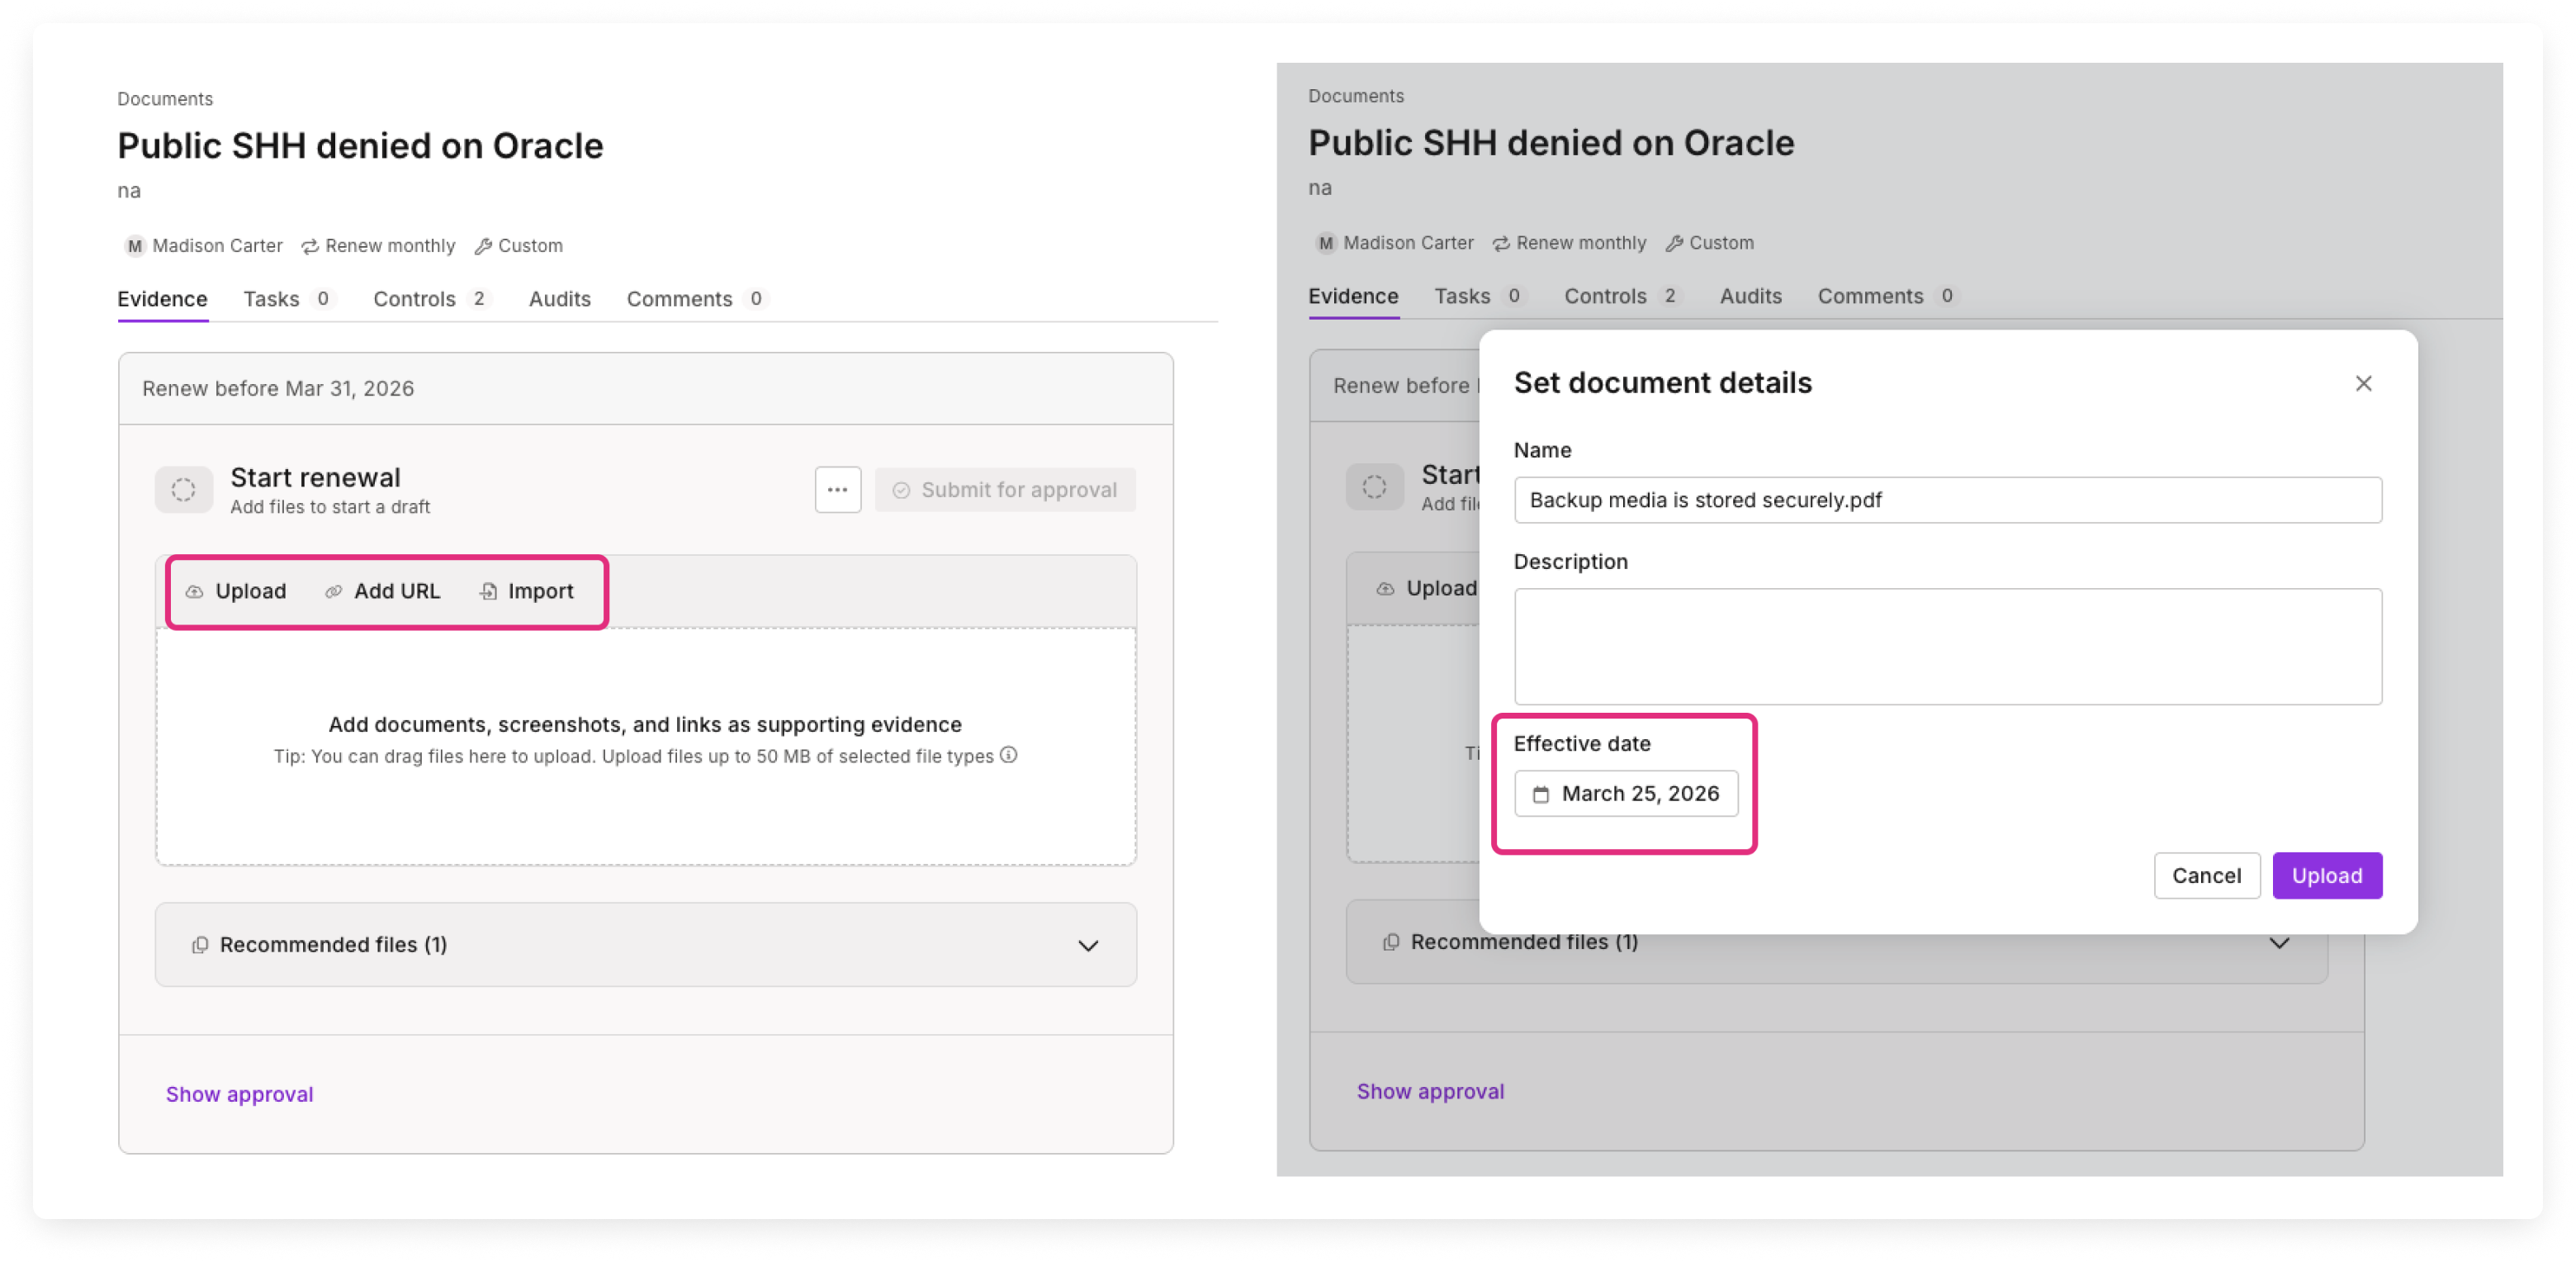 Documents
Public SHH denied on Oracle
na
M Madison Carter Renew monthly Custom
Evidence Tasks 0 Controls 2 Audits Comments 0
Renew before Mar 31, 2026
Start renewal
Add files to start a draft
Submit for approval
Upload Add URL Import
Add documents, screenshots, and links as supporting evidence
Tip: You can drag files here to upload. Upload files up to 50 MB of selected file types
Recommended files (1)
Show approval
Documents
Public SHH denied on Oracle
na
M Madison Carter Renew monthly Custom
Evidence Tasks 0 Controls 2 Audits Comments 0
Renew before
Start
Add
Upload
Set document details
Name
Backup media is stored securely.pdf
Description
Effective date
March 25, 2026
Cancel Upload
Recommended files (1)
Show approval